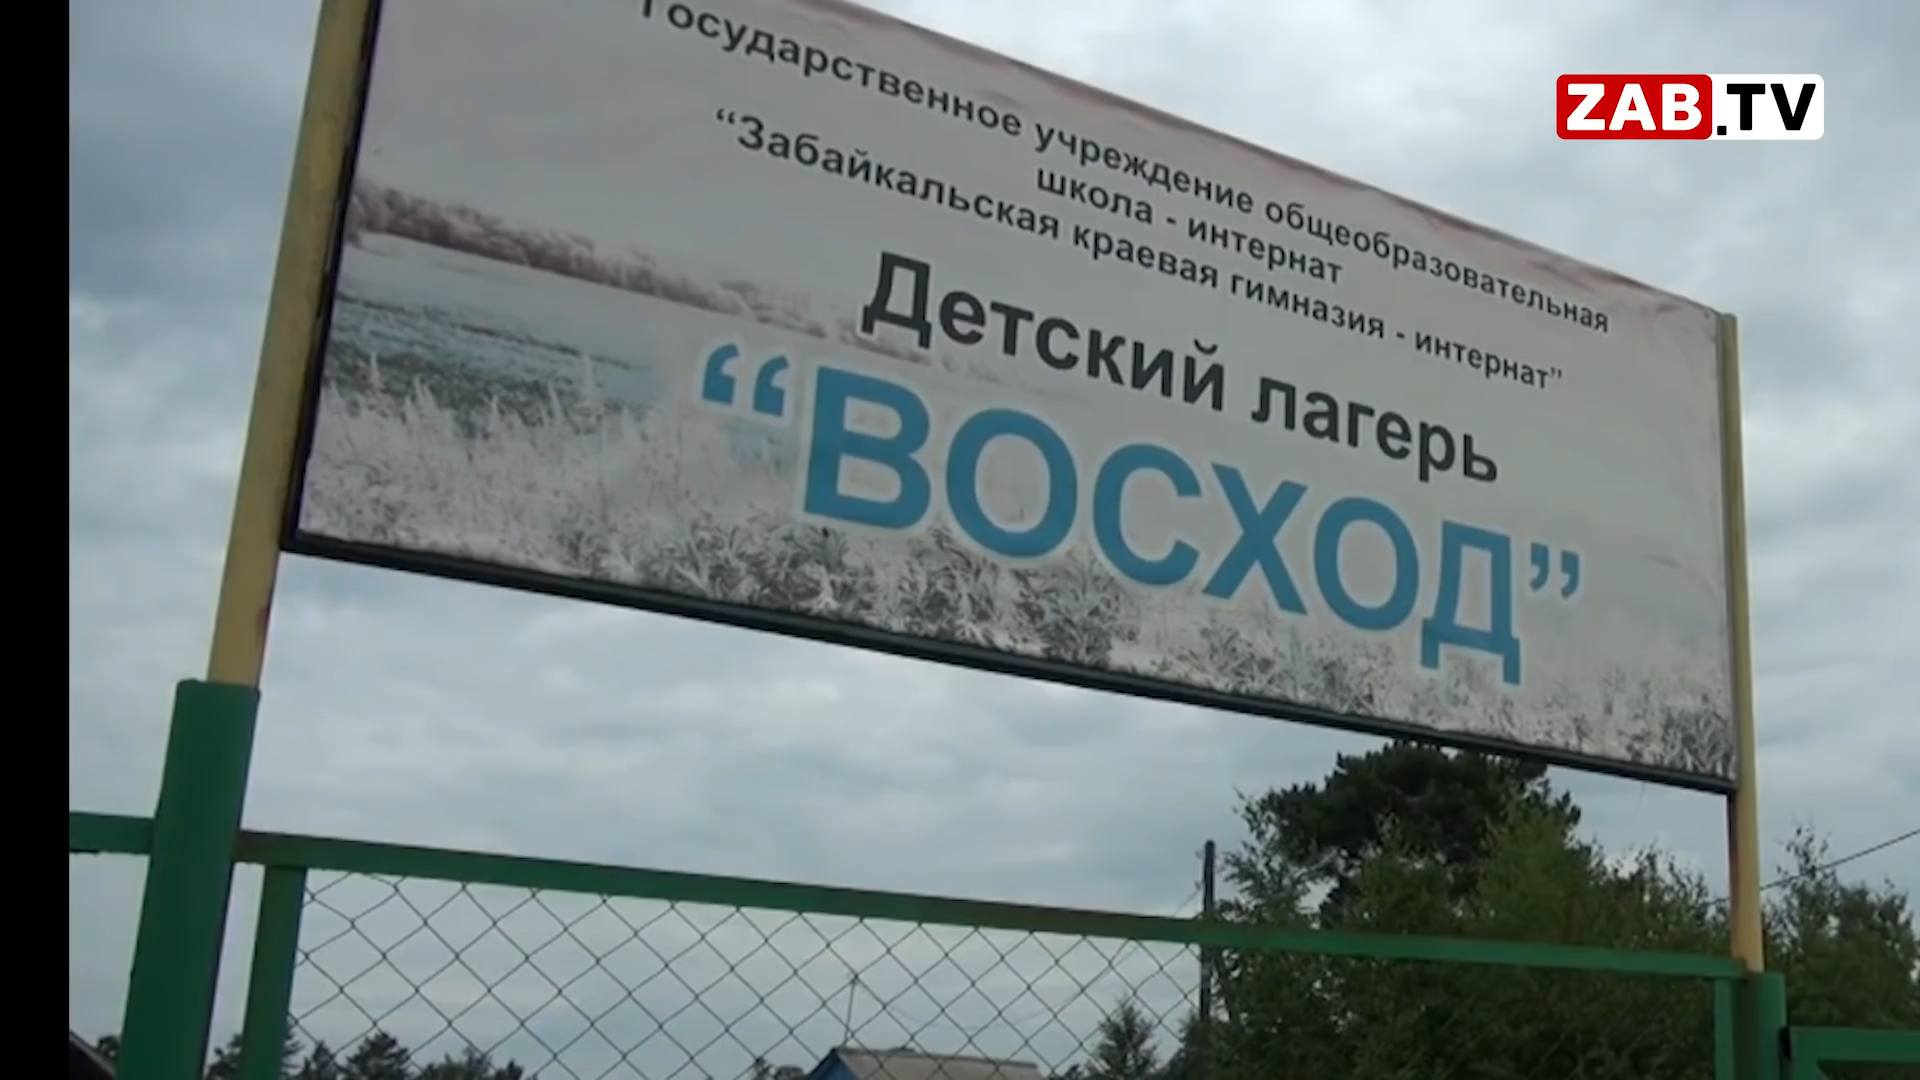 Государственное учреждение общеобразовательная
школа - интернат
“Забайкальская краевая гимназия - интернат”
Детский лагерь
“ВОСХОД”
ZAB.TV